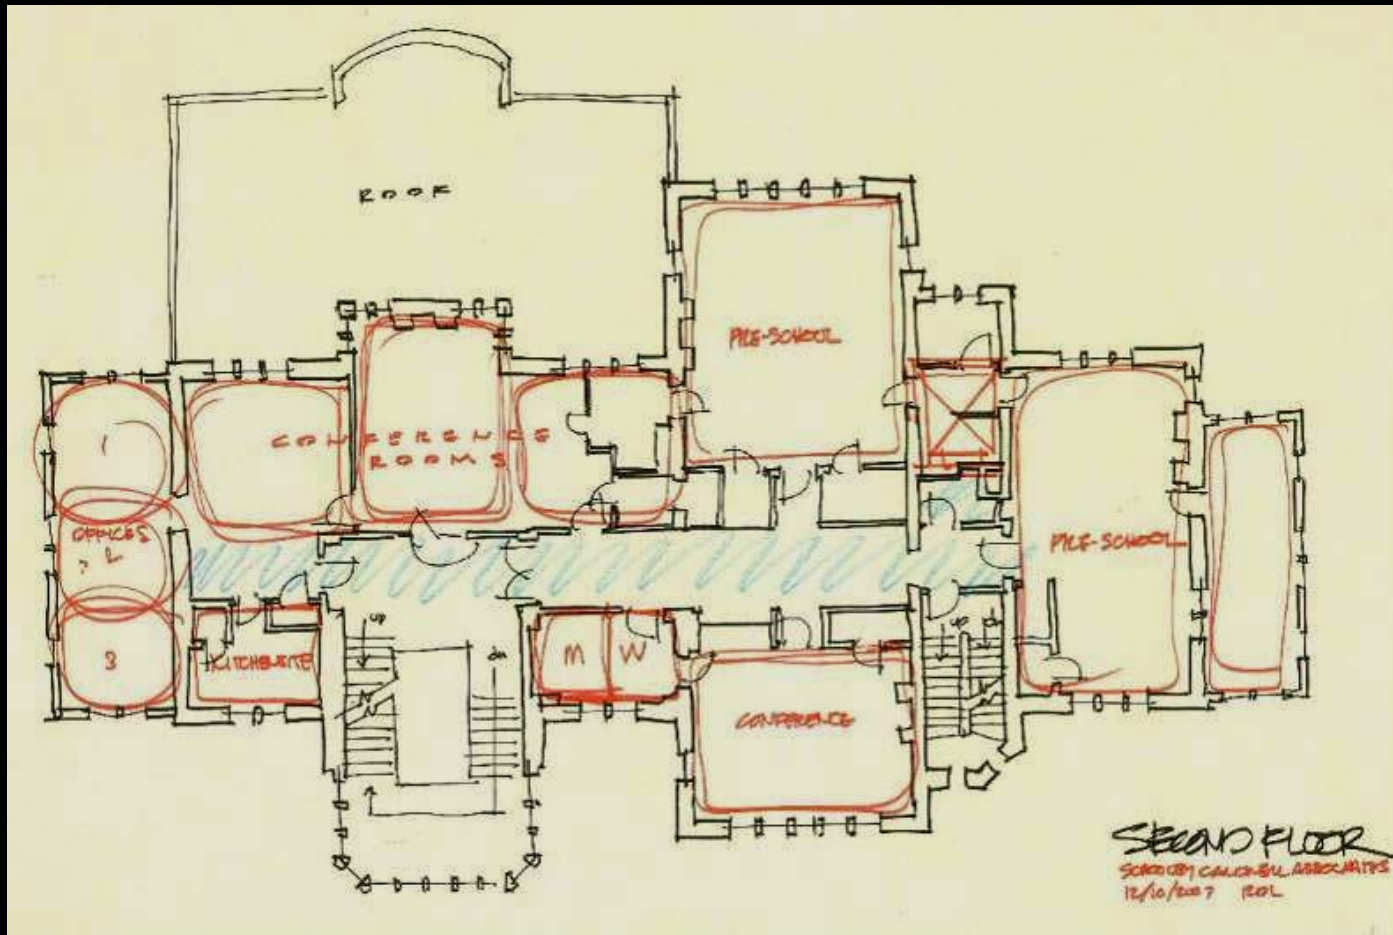 ROOF
PRE-SCHOOL
CONFERENCE
ROOMS
1
OFFICES
? 2
3
PRE-SCHOOL
KITCHENETTE
UP
dn
M W
UP
CONFERENCE
SECOND FLOOR
ASSOCIATES
12/10/2007